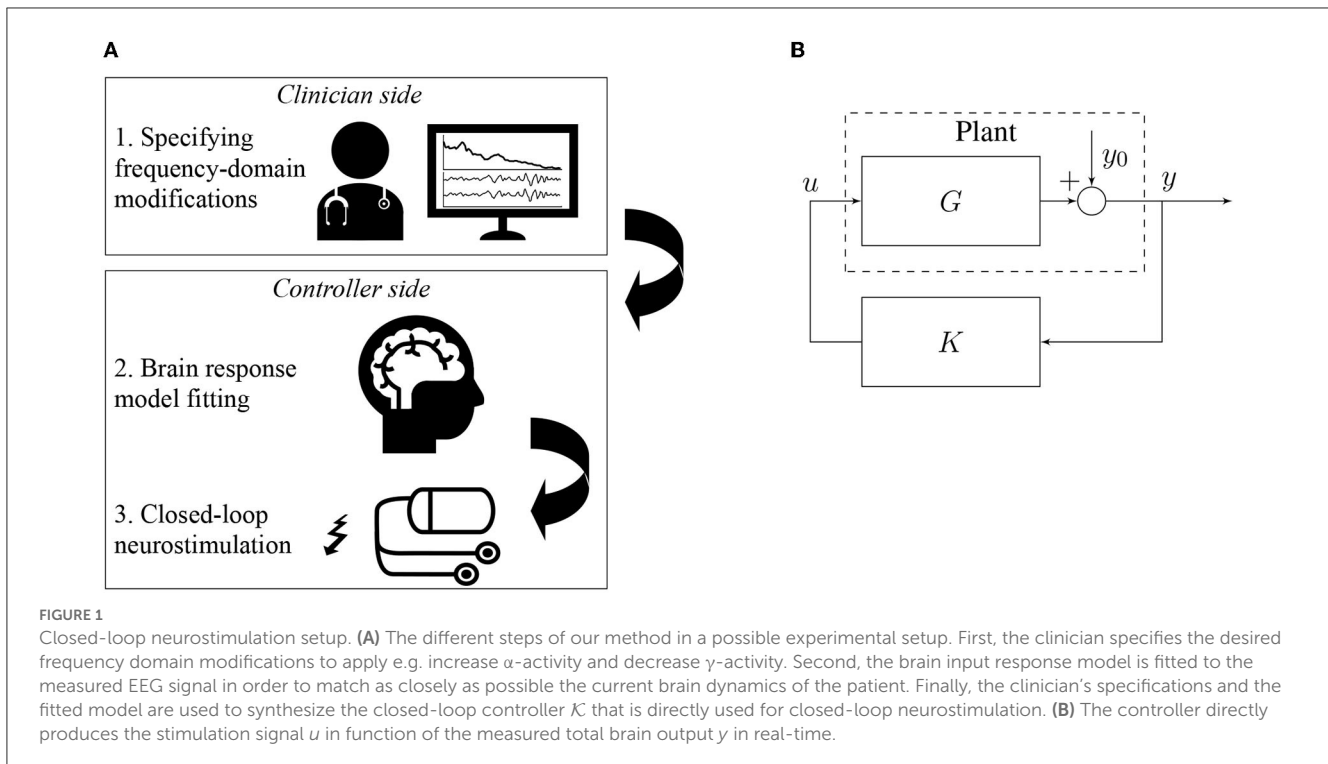 A
Clinician side
1. Specifying
frequency-domain
modifications
Controller side
2. Brain response
model fitting
3. Closed-loop
neurostimulation
B
Plant
u
G
+
y0
y
K
FIGURE 1
Closed-loop neurostimulation setup. (A) The different steps of our method in a possible experimental setup. First, the clinician specifies the desired
frequency domain modifications to apply e.g. increase α-activity and decrease γ-activity. Second, the brain input response model is fitted to the
measured EEG signal in order to match as closely as possible the current brain dynamics of the patient. Finally, the clinician's specifications and the
fitted model are used to synthesize the closed-loop controller 𝒦 that is directly used for closed-loop neurostimulation. (B) The controller directly
produces the stimulation signal u in function of the measured total brain output y in real-time.